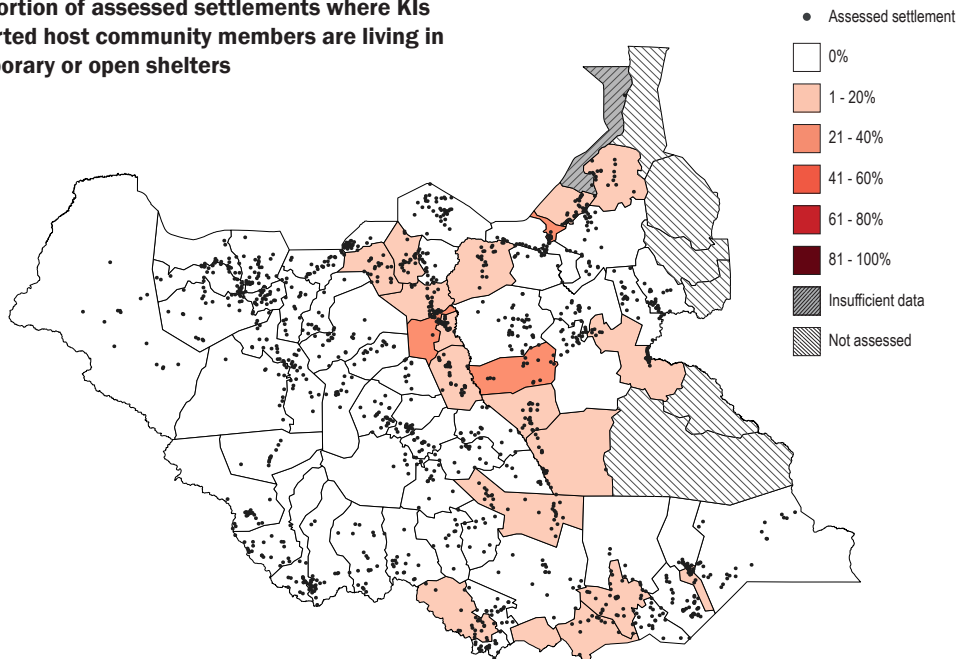 ortion of assessed settlements where KIs
rted host community members are living in
porary or open shelters
Assessed settlement
0%
1 - 20%
21 - 40%
41 - 60%
61 - 80%
81 - 100%
Insufficient data
Not assessed